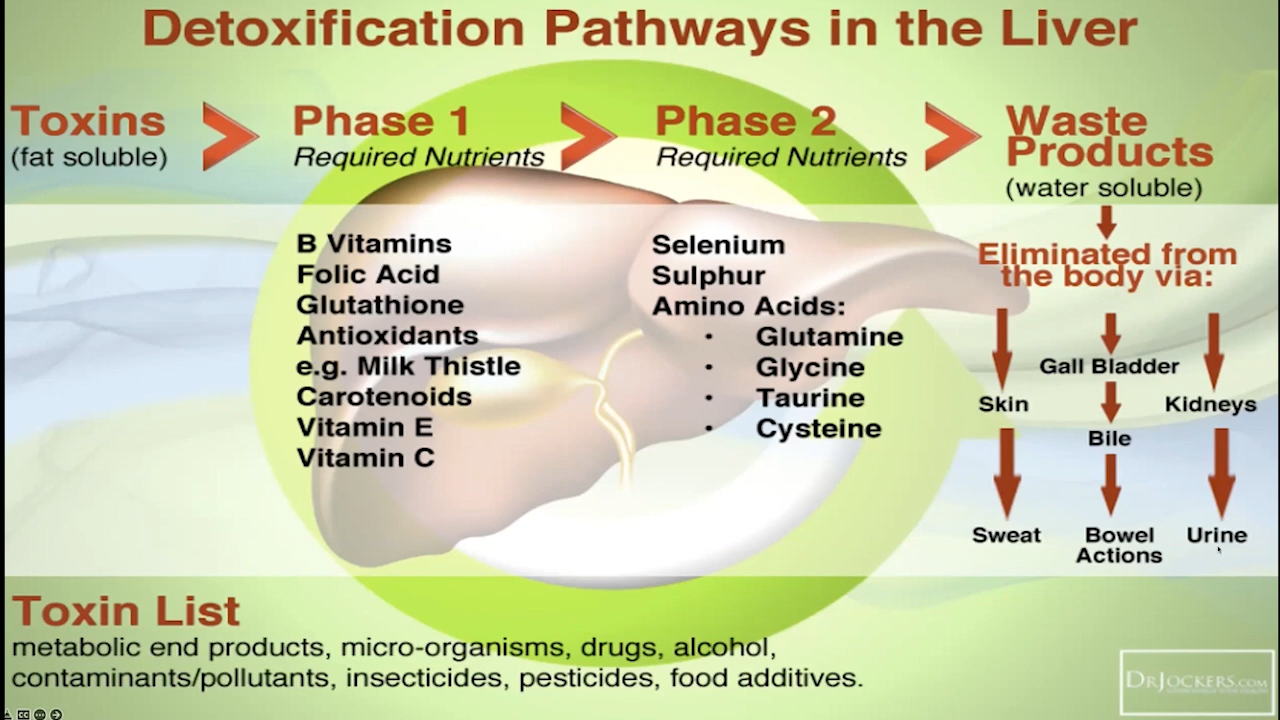 Detoxification Pathways in the Liver
Toxins
(fat soluble)
Phase 1
Required Nutrients
Phase 2
Required Nutrients
Waste
Products
(water soluble)
B Vitamins
Folic Acid
Glutathione
Antioxidants
e.g. Milk Thistle
Carotenoids
Vitamin E
Vitamin C
Selenium
Sulphur
Amino Acids:
· Glutamine
· Glycine
· Taurine
· Cysteine
Eliminated from
the body via:
Skin
Sweat
Gall Bladder
Bile
Bowel
Actions
Kidneys
Urine
Toxin List
metabolic end products, micro-organisms, drugs, alcohol,
contaminants/pollutants, insecticides, pesticides, food additives.
DRJOCKERS.COM